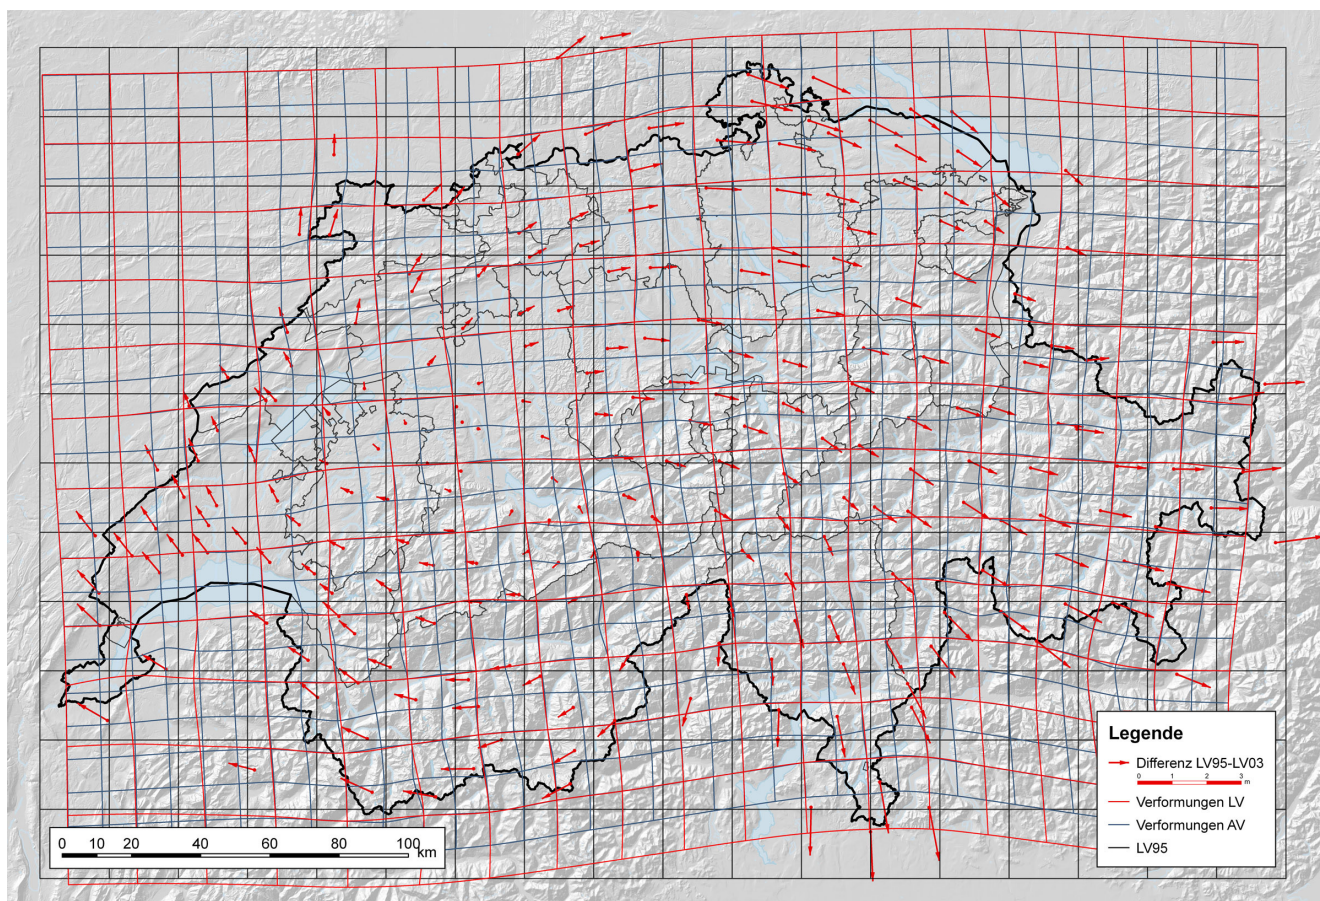 Legende
Differenz LV95-LV03
0 1 2 3
m
Verformungen LV
Verformungen AV
LV95
0 10 20 40 60 80 100
km